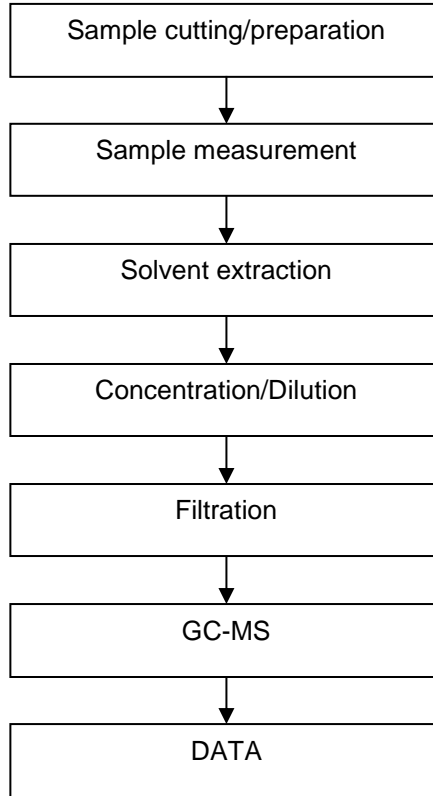 Sample cutting/preparation
Sample measurement
Solvent extraction
Concentration/Dilution
Filtration
GC-MS
DATA